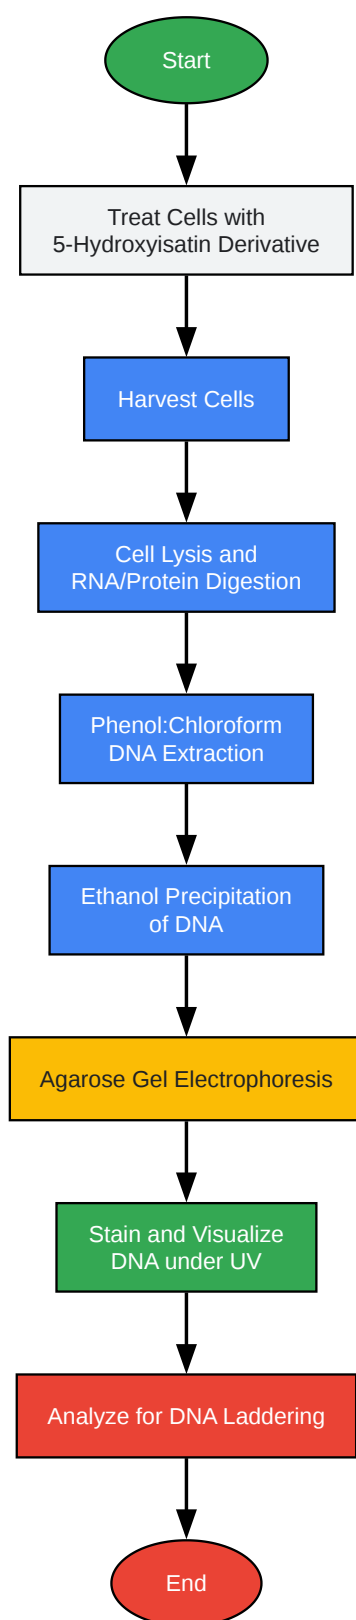 Start
Treat Cells with
5-Hydroxyisatin Derivative
Harvest Cells
Cell Lysis and
RNA/Protein Digestion
Phenol:Chloroform
DNA Extraction
Ethanol Precipitation
of DNA
Agarose Gel Electrophoresis
Stain and Visualize
DNA under UV
Analyze for DNA Laddering
End